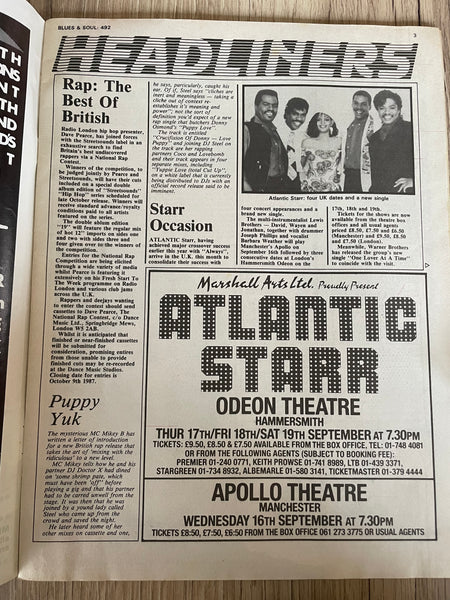 BLUES & SOUL· 492
3
HEADLINERS
Rap: The
Best Of
British
Radio London hip hop presenter,
Dave Pearce, has joined forces
with the Streetsounds label in an
exhaustive search to find
Britain's best undiscovered
rappers via a National Rap
Contest.
Winners of the competition, to
be judged jointly by Pearce and
Streetsounds, will have their cuts
included on a special double
album edition of "Streetsounds
Hip Hop" series scheduled for
late October release. Winners will
receive standard advance/royalty
conditions paid to all artists
featured on the series.
The double album edition
"19" will feature the regular mix
of hot 12" imports on sides one
and two with sides three and
four given over to the winners of
the competition.
Entries for the National Rap
Competition are being elicited
through a wide variety of media
whilst Pearce is featuring it
extensively on his Fresh Start To
The Week programme on Radio
London and various club jams
across the U.K.
Rappers and deejays wanting
to enter the contest should send
cassettes to Dave Pearce, The
National Rap Contest, c/o Dance
Music Ltd., Springbridge Mews,
London W5 2AB.
Whilst it is anticipated that
finished or near-finished cassettes
will be submitted for
consideration, promising entries
from those unable to provide
finished cuts may be re-recorded
at the Dance Music Studios.
Closing date for entries is
October 9th 1987.
Puppy
Yuk
The mysterious MC Mikey B has
written a letter of introduction
for a new British rap release that
takes the art of 'mixing with the
ridiculous' to a new level.
MC Mikey tells how he and his
partner DJ Doctor X had dined
on 'some shrimp pate, which
must have been "off" before
playing a gig and that his partner
had to be carried unwell from the
stage. It was then that he was
joined by a young lad called
Steel who came up from the
crowd and saved the night.
He later heard some of her
other mixes on cassette and one,
he says, particularly, caught his
ear. Of if, Steel says "cliches are
inert and meaningless — taking a
cliche out of context re-
establishes it's meaning and
power"; not the sort of
definition you'd expect of a new
rap single that butchers Donny
Osmond's "Puppy Love".
The track is entitled
"Crucifixion Of Donny — Love
Puppy" and joining DJ Steel on
the track are her rapping
partners Coco and Lovebomb
and their track appears in four
separate mixes, including
"Yuppie Love (total Cut Up)",
on a white label that is currently
being distributed to DJs with an
official record release said to be
imminent.
Starr
Occasion
ATLANTIC Starr, having
achieved major crossover success
this year with "Always",
arrive in the U.K. this month to
consolidate their success with
Atlantic Starr: four UK dates and a new single
four concert appearances and a
brand new single.
The multi-instrumentalist Lewis
Brothers — David, Wayen and
Jonathan, together with drummer
Joseph Phillips and vocalist
Barbara Weather will play
Manchester's Apollo on
September 16th followed by three
consecutive dates at London's
Hammersmith Odeon on the
17th, 18th and 19th.
Tickets for the shows are now
available from the theatre box
offices and all usual agents
priced £8.50, £7.50 and £6.50
(Manchester) and £9.50, £8.50
and £7.50 (London).
Meanwhile, Warner Brothers
have released the group's new
single "One Lover At A Time"
to coincide with the visit.
Marshall Arts Ltd. Proudly Present
ATLANTIC
STARR
ODEON THEATRE
HAMMERSMITH
THUR 17TH/FRI 18TH/SAT 19TH SEPTEMBER AT 7.30PM
TICKETS: £9.50, £8.50 & £7.50 AVAILABLE FROM THE BOX OFFICE, TEL: 01-748 4081
OR FROM THE FOLLOWING AGENTS (SUBJECT TO BOOKING FEE):
PREMIER 01-240 0771, KEITH PROWSE 01-741 8989, LTB 01-439 3371,
STARGREEN 01-734 8932, ALBEMARLE 01-580 3141, TICKETMASTER 01-379 4444
APOLLO THEATRE
MANCHESTER
WEDNESDAY 16TH SEPTEMBER AT 7.30PM
TICKETS £8:50, £7:50, £6:50 FROM THE BOX OFFICE 061 273 3775 OR USUAL AGENTS